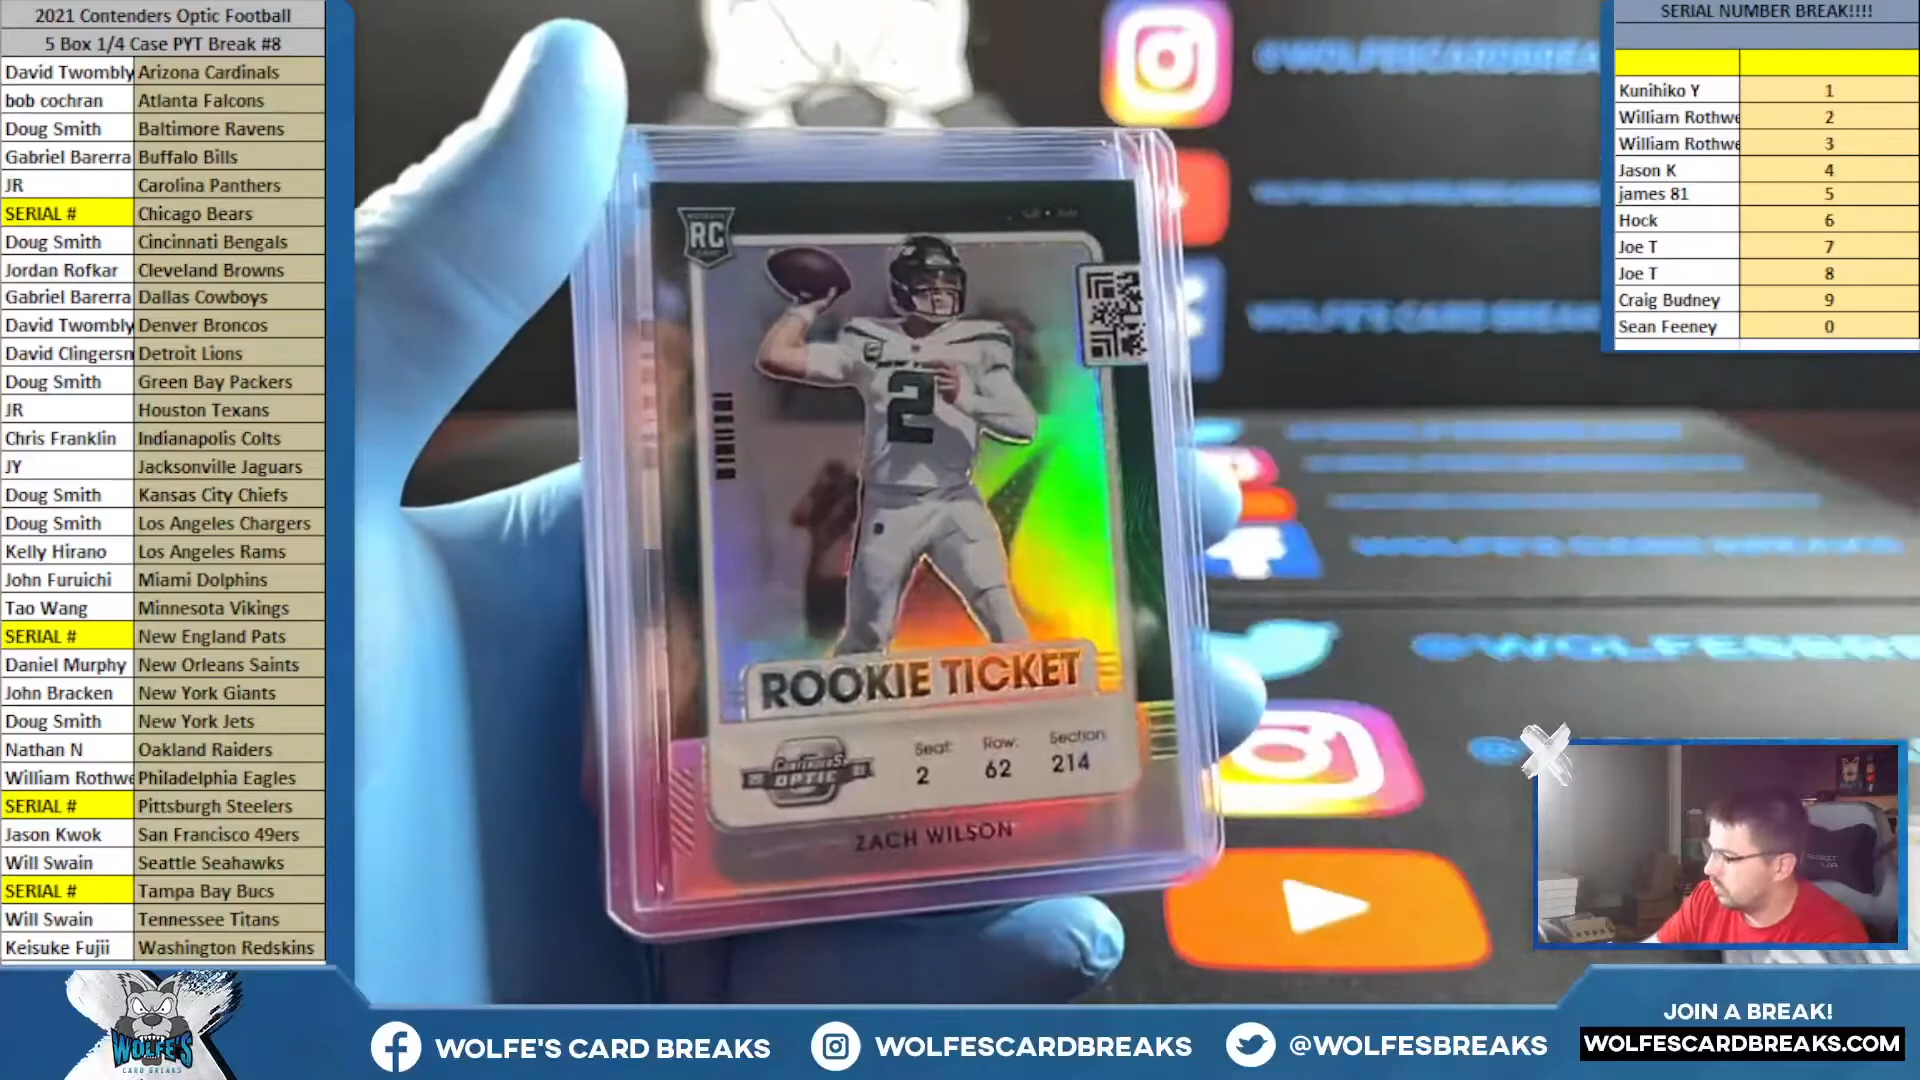 2021 Contenders Optic Football
5 Box 1/4 Case PYT Break #8
David Twombly Arizona Cardinals
bob cochran Atlanta Falcons
Doug Smith Baltimore Ravens
Gabriel Barerra Buffalo Bills
JR Carolina Panthers
SERIAL # Chicago Bears
Doug Smith Cincinnati Bengals
Jordan Rofkar Cleveland Browns
Gabriel Barerra Dallas Cowboys
David Twombly Denver Broncos
David Clingersn Detroit Lions
Doug Smith Green Bay Packers
JR Houston Texans
Chris Franklin Indianapolis Colts
JY Jacksonville Jaguars
Doug Smith Kansas City Chiefs
Doug Smith Los Angeles Chargers
Kelly Hirano Los Angeles Rams
John Furuichi Miami Dolphins
Tao Wang Minnesota Vikings
SERIAL # New England Pats
Daniel Murphy New Orleans Saints
John Bracken New York Giants
Doug Smith New York Jets
Nathan N Oakland Raiders
William Rothwe Philadelphia Eagles
SERIAL # Pittsburgh Steelers
Jason Kwok San Francisco 49ers
Will Swain Seattle Seahawks
SERIAL # Tampa Bay Bucs
Will Swain Tennessee Titans
Keisuke Fujii Washington Redskins
RC
2
ROOKIE TICKET
Seat: Row: Section:
2 62 214
CONTENDERS
OPTIC
ZACH WILSON
@WOLFESCARDBREA
WOLFE'S CARD BREA
WOLFE'S CARD BREAKS
@WOLFESBRE
SERIAL NUMBER BREAK!!!!
Kunihiko Y 1
William Rothwe 2
William Rothwe 3
Jason K 4
james 81 5
Hock 6
Joe T 7
Joe T 8
Craig Budney 9
Sean Feeney 0
WOLFE'S
CARD BREAKS
WOLFE'S CARD BREAKS
WOLFESCARDBREAKS
@WOLFESBREAKS
JOIN A BREAK!
WOLFESCARDBREAKS.COM